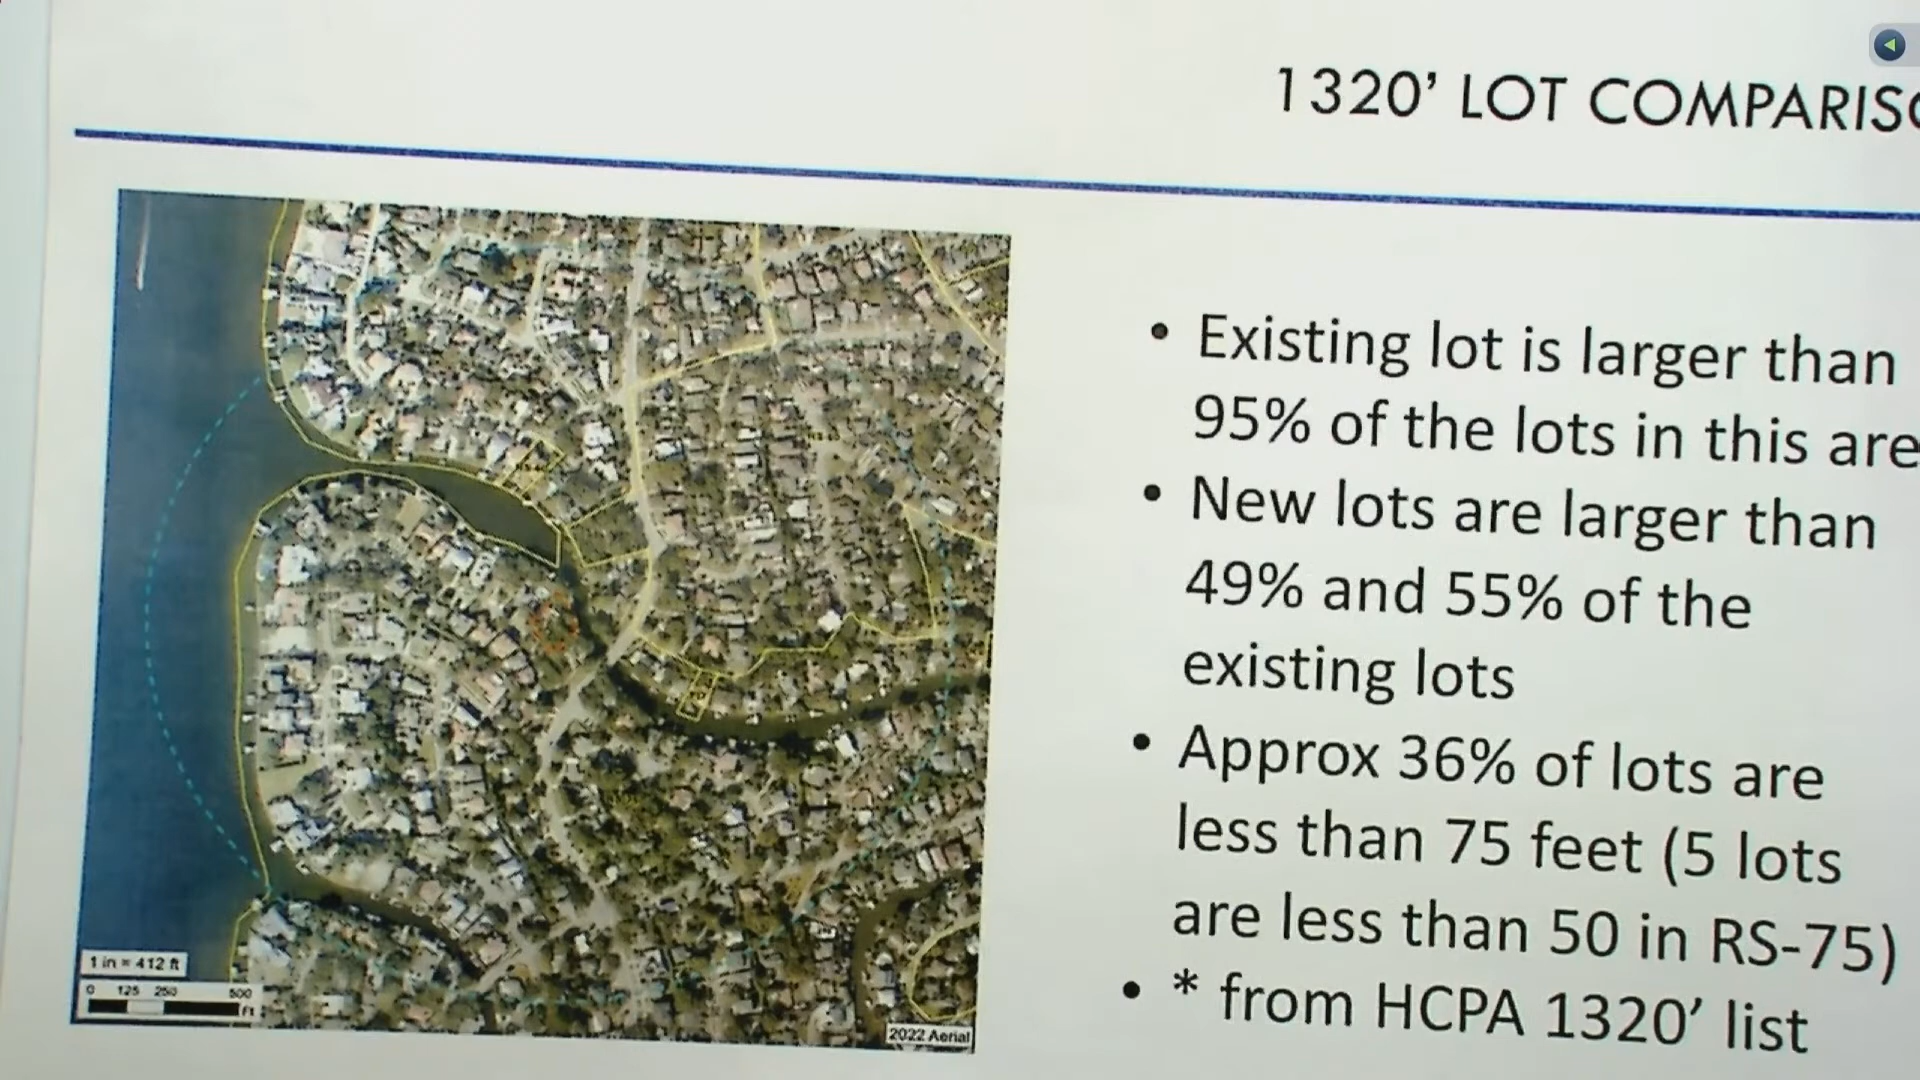 1320’ LOT COMPARISO
• Existing lot is larger than
95% of the lots in this are
• New lots are larger than
49% and 55% of the
existing lots
• Approx 36% of lots are
less than 75 feet (5 lots
are less than 50 in RS-75)
• * from HCPA 1320’ list
1 in = 412 ft
0 125 250 500
Ft
2022 Aerial